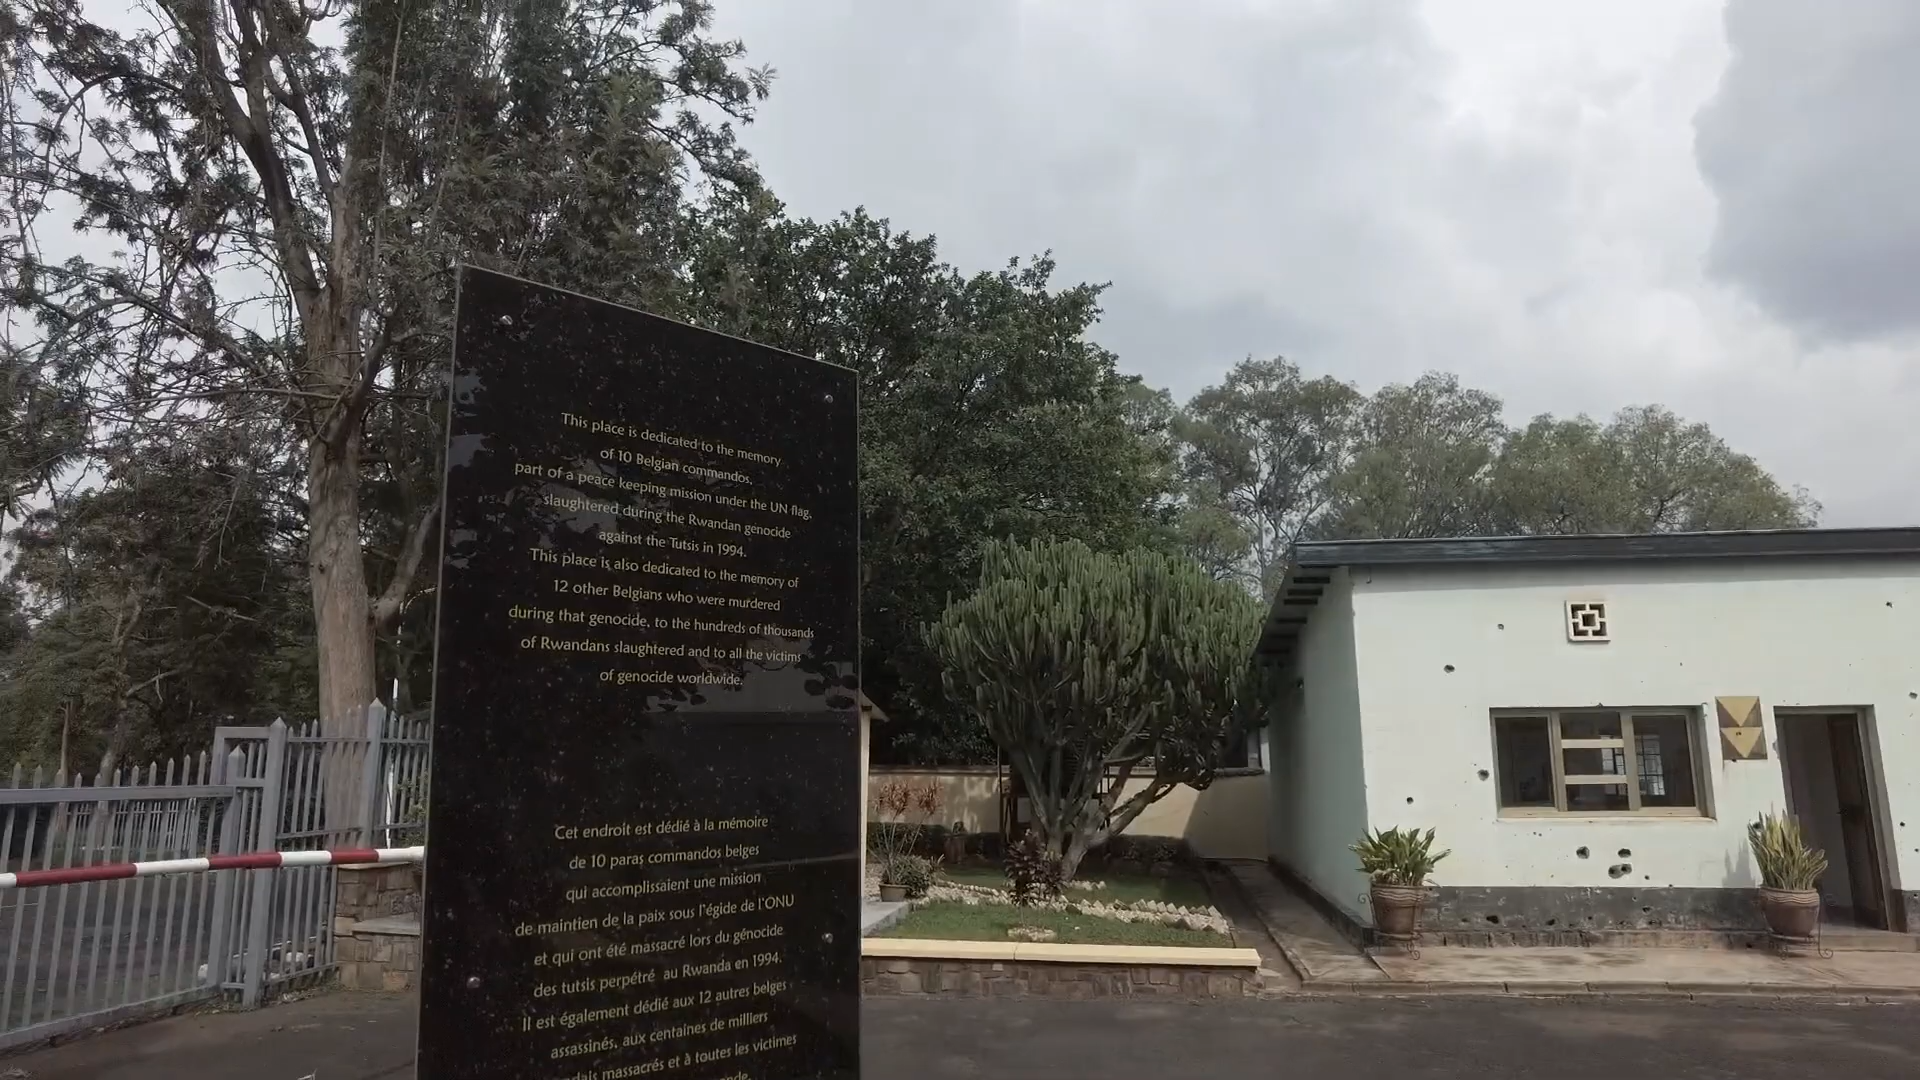 This place is dedicated to the memory
of 10 Belgian commandos,
part of a peace keeping mission under the UN flag,
slaughtered during the Rwandan genocide
against the Tutsis in 1994.
This place is also dedicated to the memory of
12 other Belgians who were murdered
during that genocide, to the hundreds of thousands
of Rwandans slaughtered and to all the victims
of genocide worldwide.
Cet endroit est dédié à la mémoire
de 10 paras commandos belges
qui accomplissaient une mission
de maintien de la paix sous l'égide de l'ONU
et qui ont été massacré lors du génocide
des tutsis perpétré au Rwanda en 1994.
Il est également dédié aux 12 autres belges
assassinés, aux centaines de milliers
massacrés et à toutes les victimes